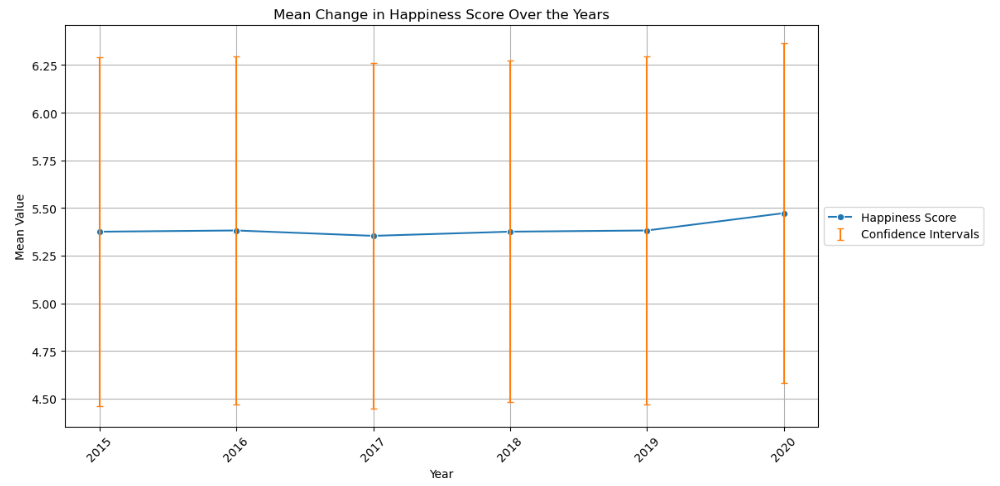 Mean Change in Happiness Score Over the Years
Mean Value
6.25
6.00
5.75
5.50
5.25
5.00
4.75
4.50
2015
2016
2017
2018
2019
2020
Year
Happiness Score
Confidence Intervals